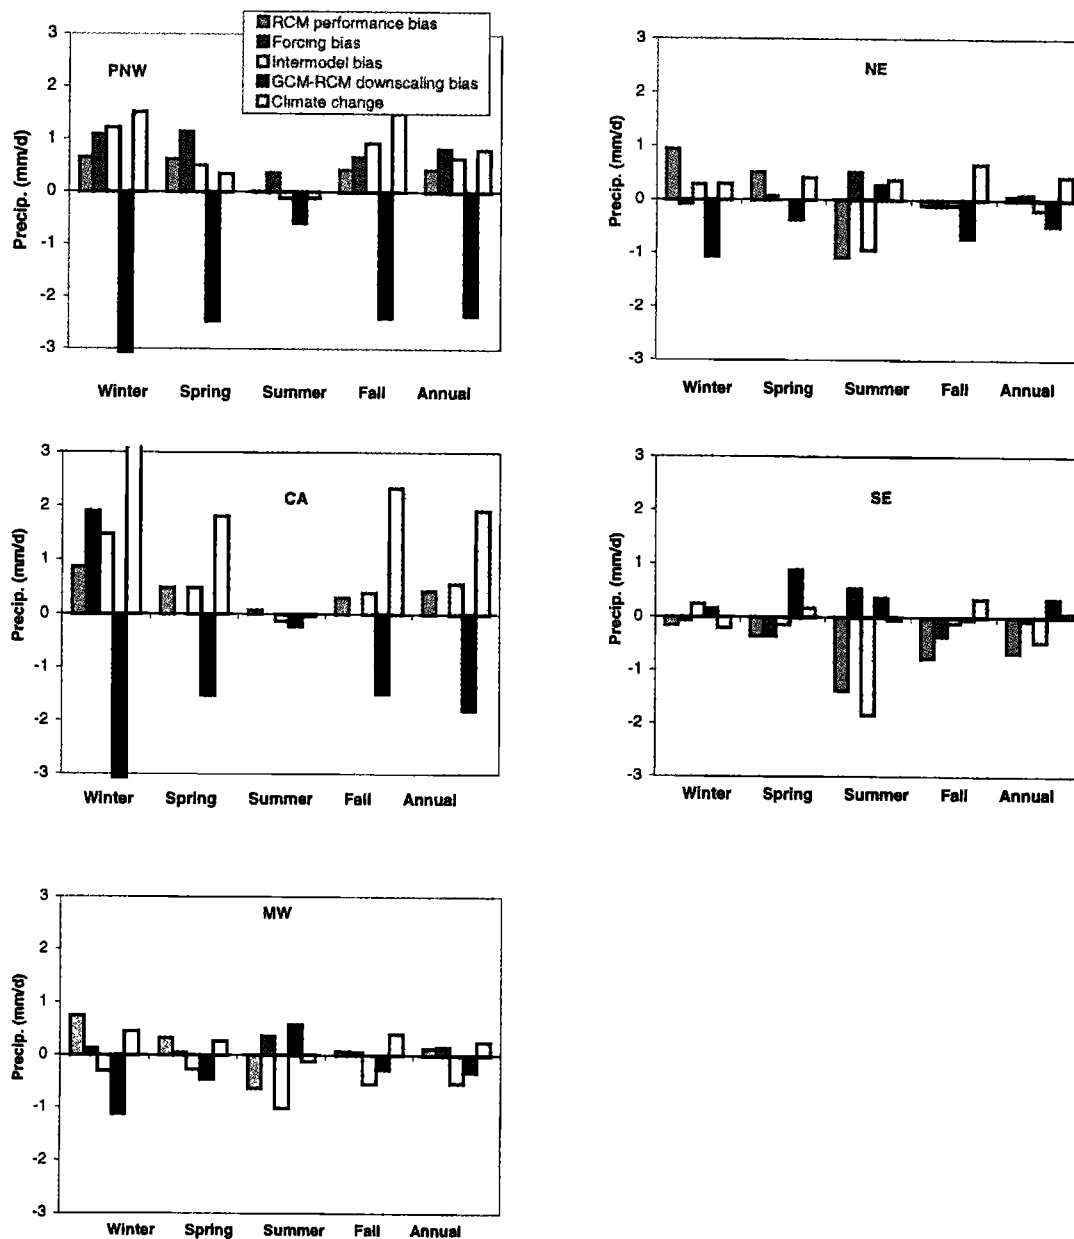 RCM performance bias
Forcing bias
Intermodel bias
GCM-RCM downscaling bias
Climate change
PNW
Precip. (mm/d)
3
2
1
0
-1
-2
-3
Winter Spring Summer Fall Annual
NE
Precip. (mm/d)
3
2
1
0
-1
-2
-3
Winter Spring Summer Fall Annual
CA
Precip. (mm/d)
3
2
1
0
-1
-2
-3
Winter Spring Summer Fall Annual
SE
Precip. (mm/d)
3
2
1
0
-1
-2
-3
Winter Spring Summer Fall Annual
MW
Precip. (mm/d)
3
2
1
0
-1
-2
-3
Winter Spring Summer Fall Annual